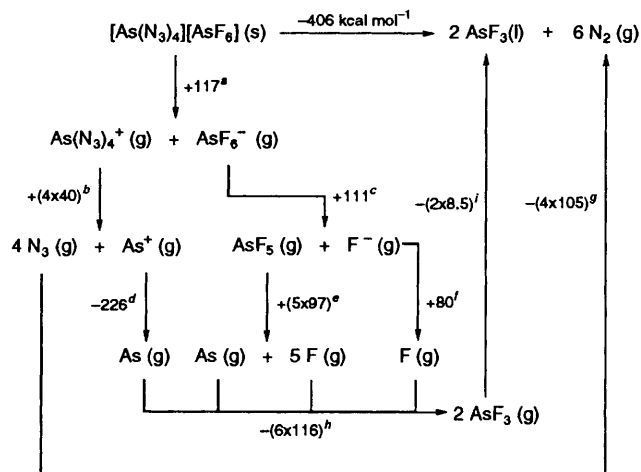 [As(N₃)₄][AsF₆] (s) −406 kcal mol⁻¹ 2 AsF₃(l) + 6 N₂ (g)
+117ᵃ
As(N₃)₄⁺ (g) + AsF₆⁻ (g)
+(4x40)ᵇ +111ᶜ −(2x8.5)ⁱ −(4x105)ᵍ
4 N₃ (g) + As⁺ (g) AsF₅ (g) + F⁻ (g)
−226ᵈ +(5x97)ᵉ +80ᶠ
As (g) As (g) + 5 F (g) F (g)
−(6x116)ʰ 2 AsF₃ (g)